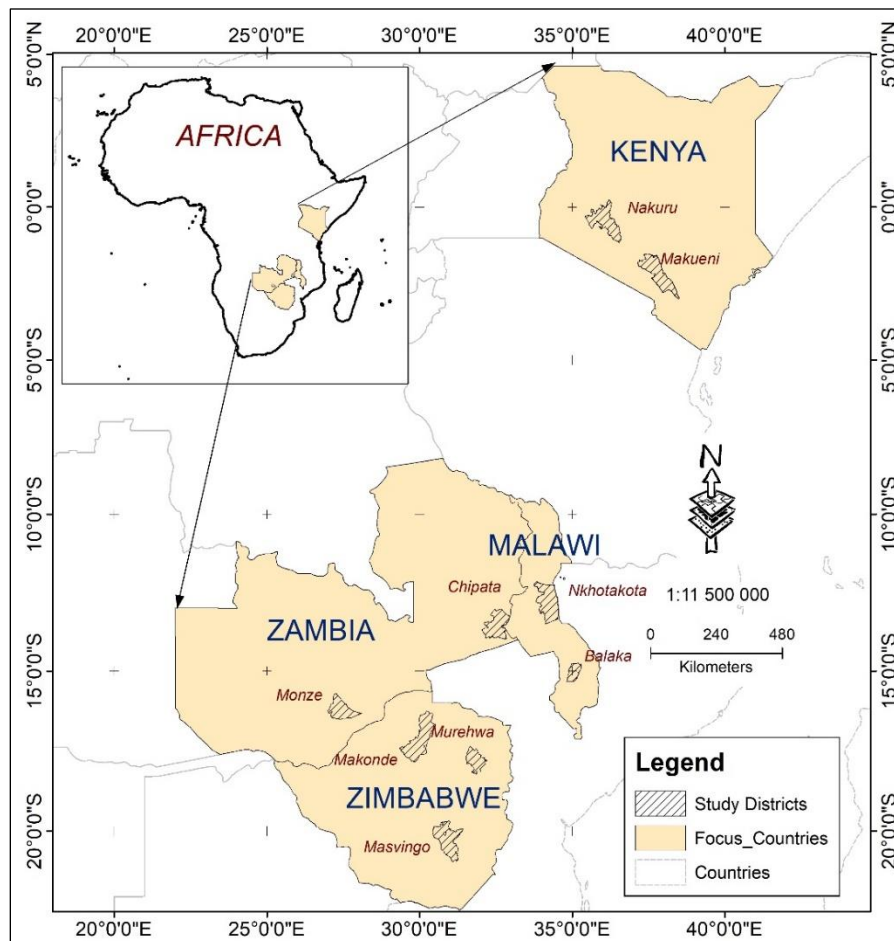 20°0'0"E 25°0'0"E 30°0'0"E 35°0'0"E 40°0'0"E
5°0'0"N
5°0'0"N
AFRICA
KENYA
0°0'0"
0°0'0"
Nakuru
Makueni
5°0'0"S
5°0'0"S
N
10°0'0"S
10°0'0"S
MALAWI
Chipata
Nkhotakota
1:11 500 000
ZAMBIA
0 240 480
Kilometers
Balaka
15°0'0"S
15°0'0"S
Monze
Murehwa
Makonde
ZIMBABWE
Legend
Study Districts
Focus_Countries
Countries
Masvingo
20°0'0"S
20°0'0"S
20°0'0"E 25°0'0"E 30°0'0"E 35°0'0"E 40°0'0"E